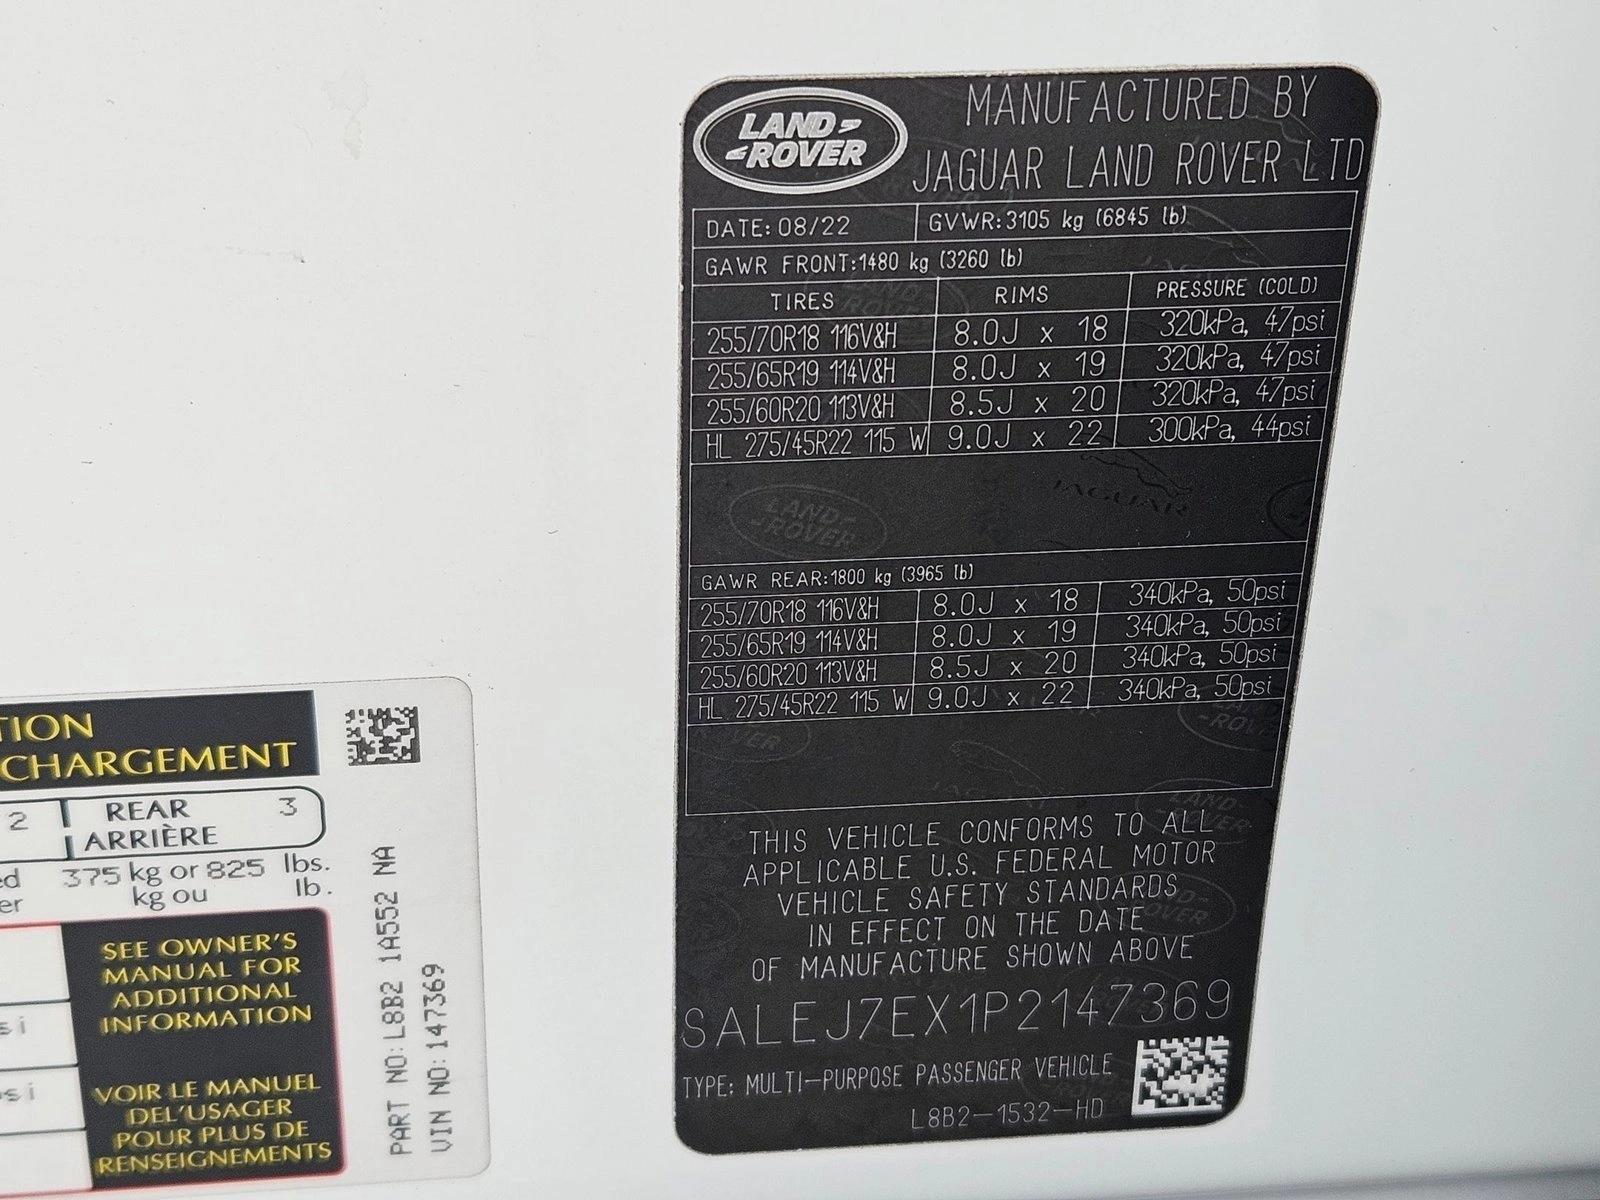 LAND
ROVER
MANUFACTURED BY
JAGUAR LAND ROVER LTD
DATE: 08/22 GVWR: 3105 kg (6845 lb)
GAWR FRONT: 1480 kg (3260 lb)
TIRES RIMS PRESSURE (COLD)
255/70R18 116V&H 8.0J x 18 320kPa, 47psi
255/65R19 114V&H 8.0J x 19 320kPa, 47psi
255/60R20 113V&H 8.5J x 20 320kPa, 47psi
HL 275/45R22 115 W 9.0J x 22 300kPa, 44psi
JAGUAR
LAND
ROVER
GAWR REAR: 1800 kg (3965 lb)
255/70R18 116V&H 8.0J x 18 340kPa, 50psi
255/65R19 114V&H 8.0J x 19 340kPa, 50psi
255/60R20 113V&H 8.5J x 20 340kPa, 50psi
HL 275/45R22 115 W 9.0J x 22 340kPa, 50psi
THIS VEHICLE CONFORMS TO ALL
APPLICABLE U.S. FEDERAL MOTOR
VEHICLE SAFETY STANDARDS
IN EFFECT ON THE DATE
OF MANUFACTURE SHOWN ABOVE
SALEJ7EX1P2147369
TYPE: MULTI-PURPOSE PASSENGER VEHICLE
L8B2-1532-HD
TION
CHARGEMENT
2 REAR 3
ARRIÈRE
ed 375 kg or 825 lbs.
er kg ou lb.
SEE OWNER'S
MANUAL FOR
ADDITIONAL
INFORMATION
si
si
VOIR LE MANUEL
DEL'USAGER
POUR PLUS DE
RENSEIGNEMENTS
PART NO: L8B2 1A552 NA
VIN NO: 147369